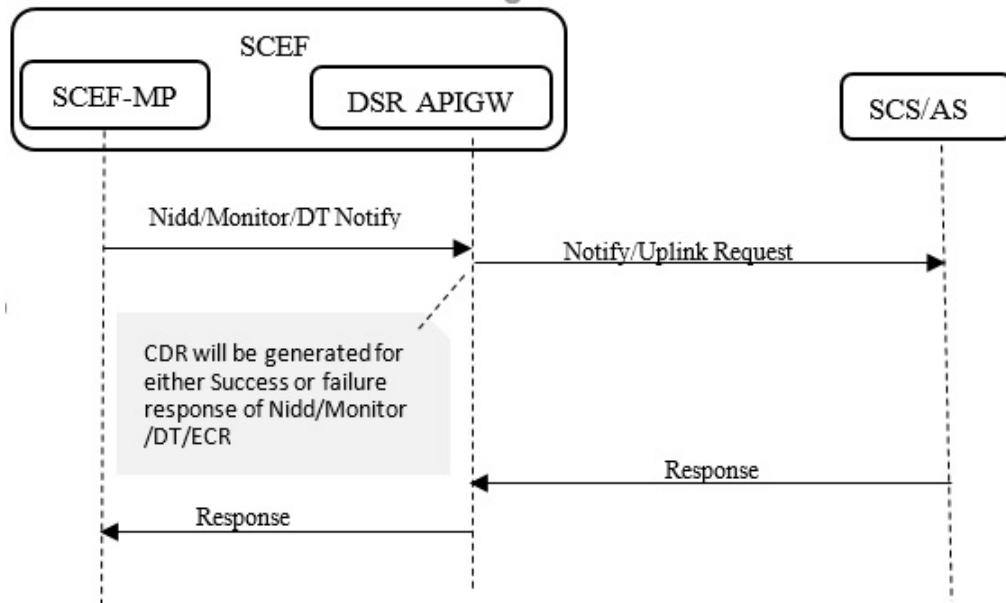 SCEF
SCEF-MP
DSR APIGW
SCS/AS
Nidd/Monitor/DT Notify
Notify/Uplink Request
CDR will be generated for
either Success or failure
response of Nidd/Monitor
/DT/ECR
Response
Response